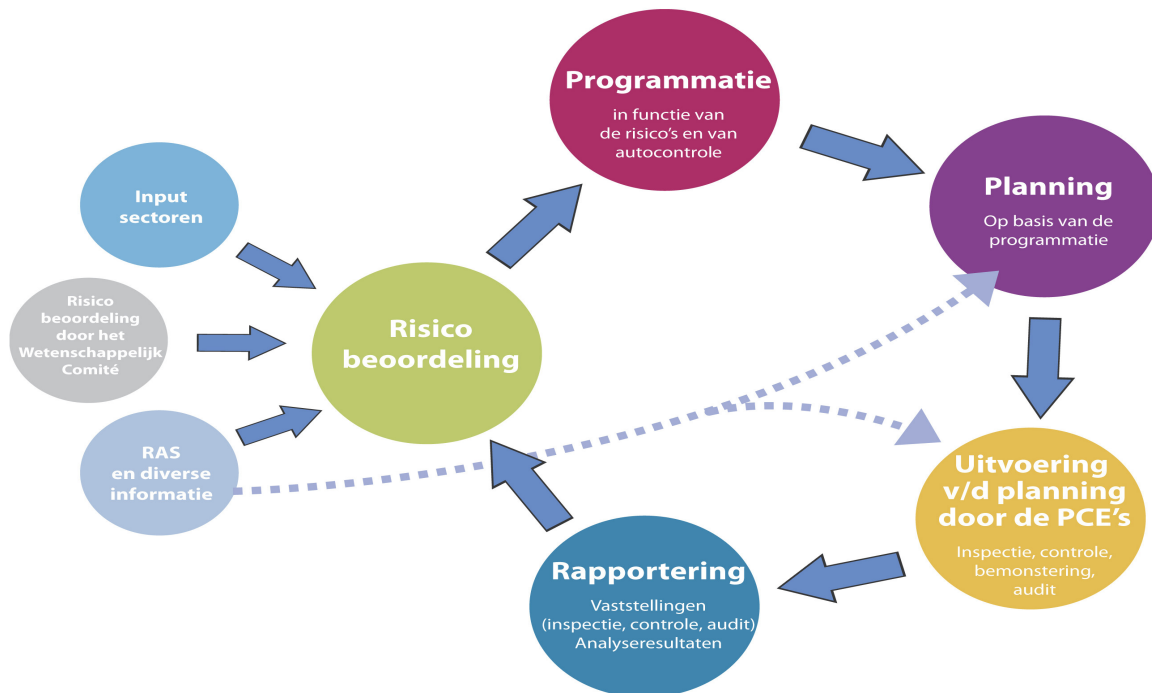 Programmatie
in functie van
de risico's en van
autocontrole
Planning
Op basis van de
programmatie
Input
sectoren
Risico
beoordeling
door het
Wetenschappelijk
Comité
RAS
en diverse
informatie
Risico
beoordeling
Uitvoering
v/d planning
door de PCE's
Inspectie, controle,
bemonstering,
audit
Rapportering
Vaststellingen
(inspectie, controle, audit)
Analyseresultaten